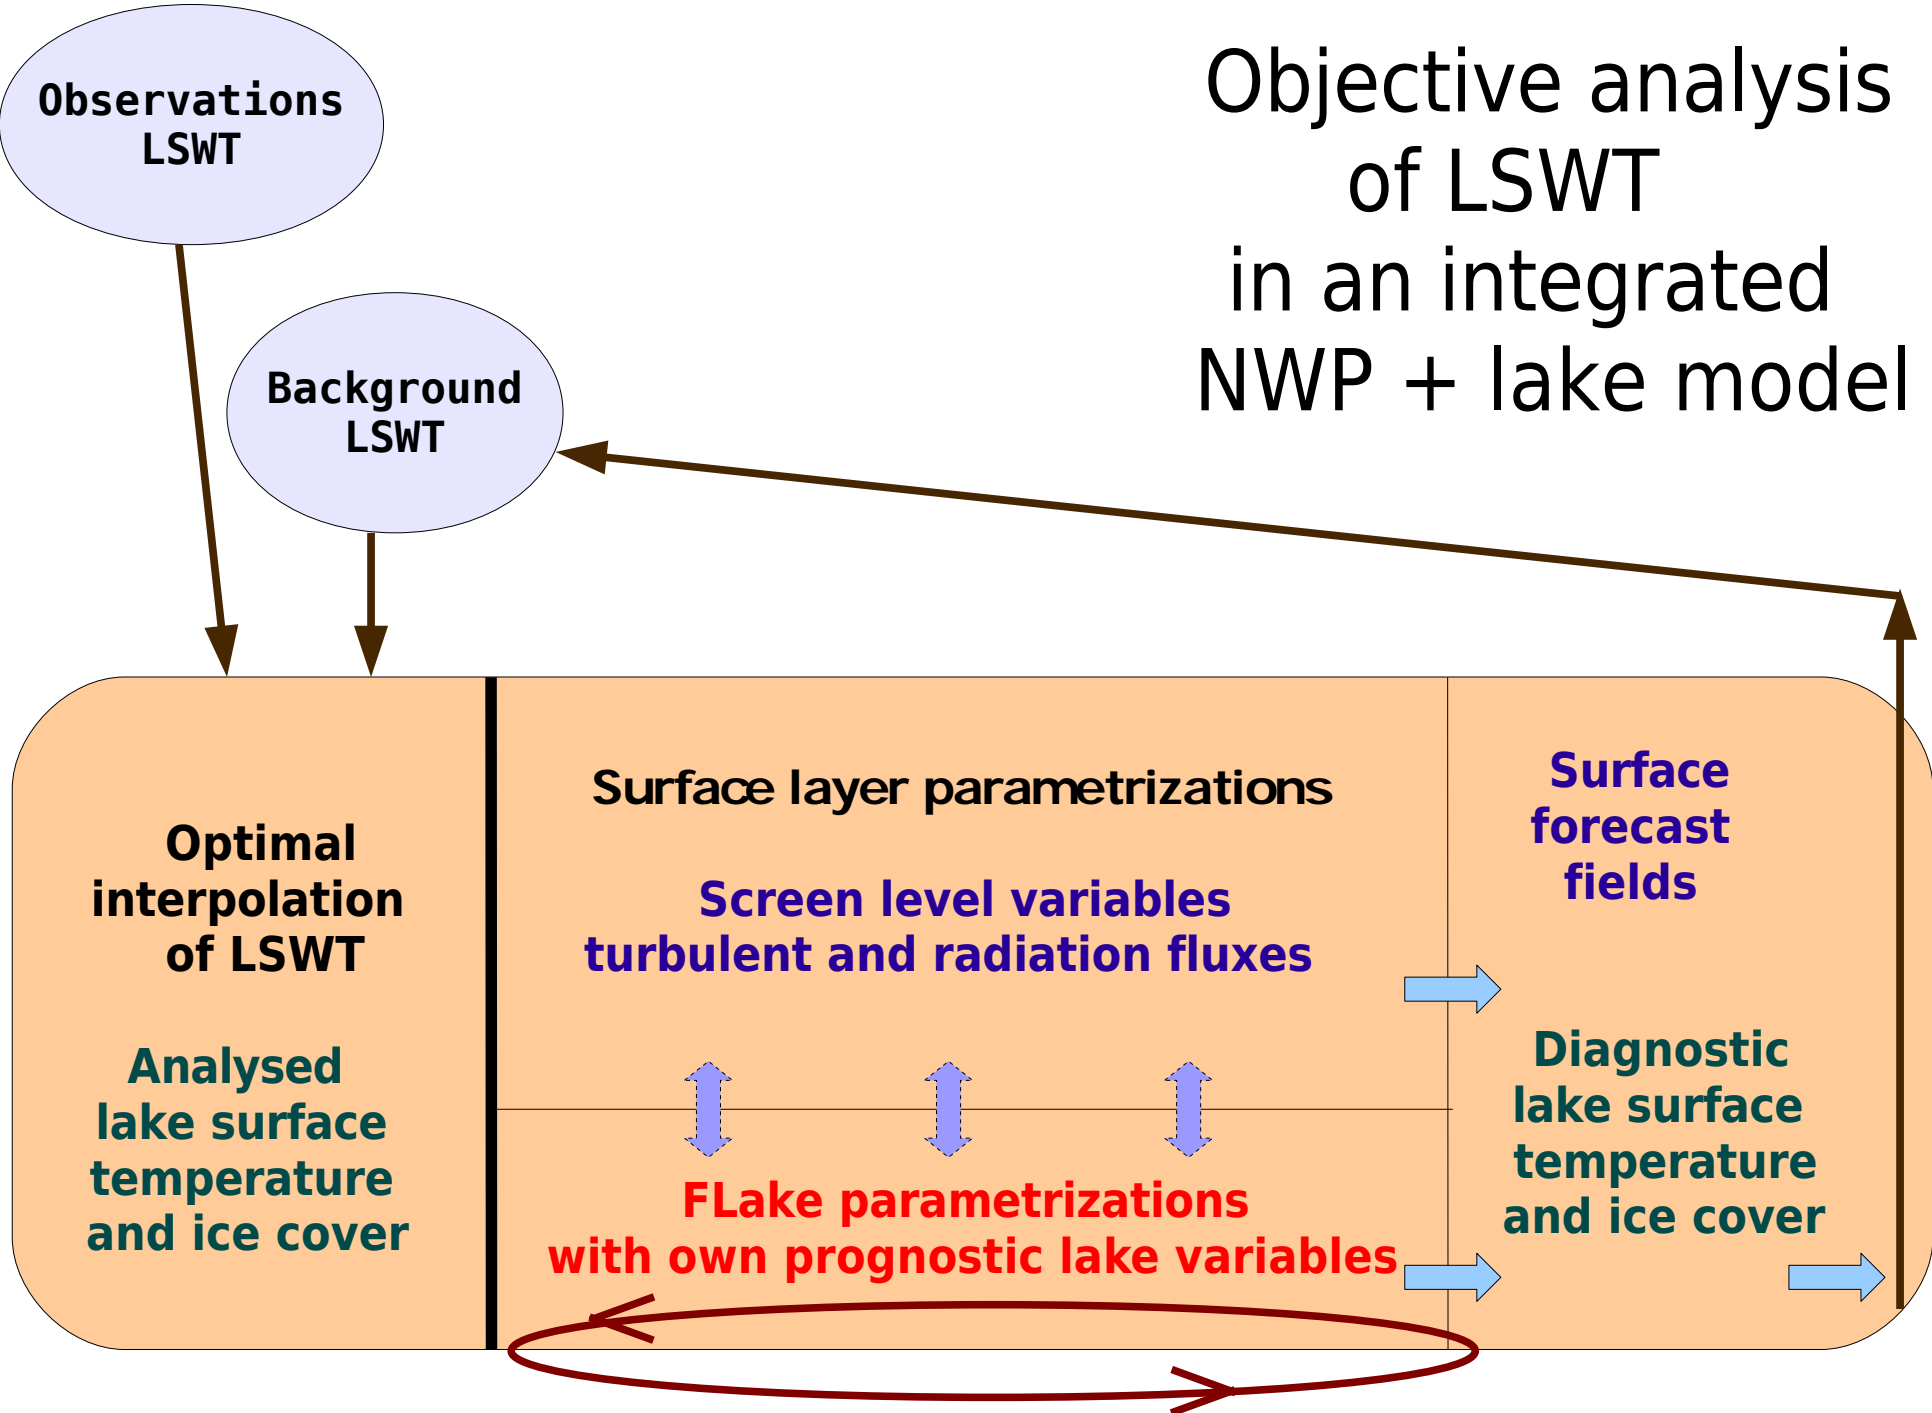 Observations
LSWT
Objective analysis
of LSWT
in an integrated
NWP + lake model
Background
LSWT
Optimal
interpolation
of LSWT
Analysed
lake surface
temperature
and ice cover
Surface layer parametrizations
Screen level variables
turbulent and radiation fluxes
FLake parametrizations
with own prognostic lake variables
Surface
forecast
fields
Diagnostic
lake surface
temperature
and ice cover